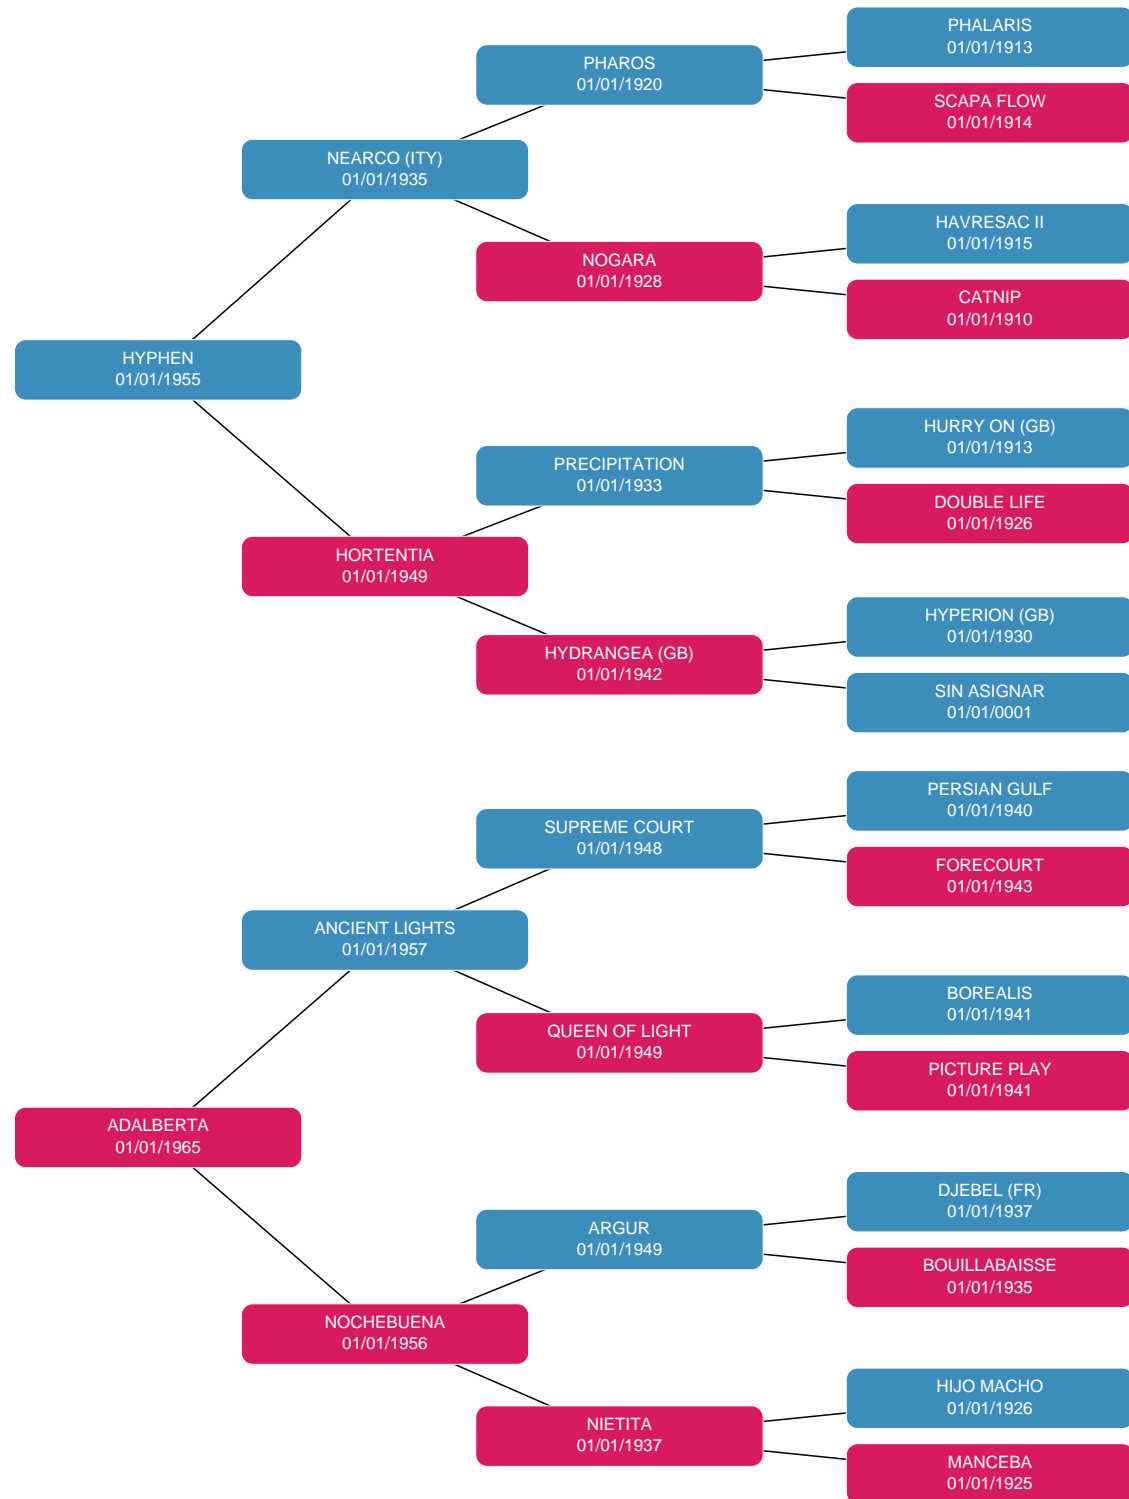 PHALARIS
01/01/1913
PHAROS
01/01/1920
SCAPA FLOW
01/01/1914
NEARCO (ITY)
01/01/1935
HAVRESAC II
01/01/1915
NOGARA
01/01/1928
CATNIP
01/01/1910
HYPHEN
01/01/1955
HURRY ON (GB)
01/01/1913
PRECIPITATION
01/01/1933
DOUBLE LIFE
01/01/1926
HORTENTIA
01/01/1949
HYPERION (GB)
01/01/1930
HYDRANGEA (GB)
01/01/1942
SIN ASIGNAR
01/01/0001
PERSIAN GULF
01/01/1940
SUPREME COURT
01/01/1948
FORECOURT
01/01/1943
ANCIENT LIGHTS
01/01/1957
BOREALIS
01/01/1941
QUEEN OF LIGHT
01/01/1949
PICTURE PLAY
01/01/1941
ADALBERTA
01/01/1965
DJEBEL (FR)
01/01/1937
ARGUR
01/01/1949
BOUILLABAISSE
01/01/1935
NOCHEBUENA
01/01/1956
HIJO MACHO
01/01/1926
NIETITA
01/01/1937
MANCEBA
01/01/1925